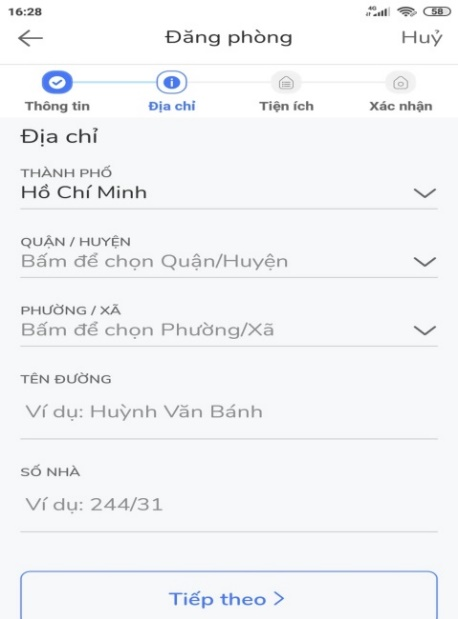 16:28
4G
58
Đăng phòng
Huỷ
Thông tin
Địa chỉ
Tiện ích
Xác nhận
Địa chỉ
THÀNH PHỐ
Hồ Chí Minh
QUẬN / HUYỆN
Bấm để chọn Quận/Huyện
PHƯỜNG / XÃ
Bấm để chọn Phường/Xã
TÊN ĐƯỜNG
Ví dụ: Huỳnh Văn Bánh
SỐ NHÀ
Ví dụ: 244/31
Tiếp theo >